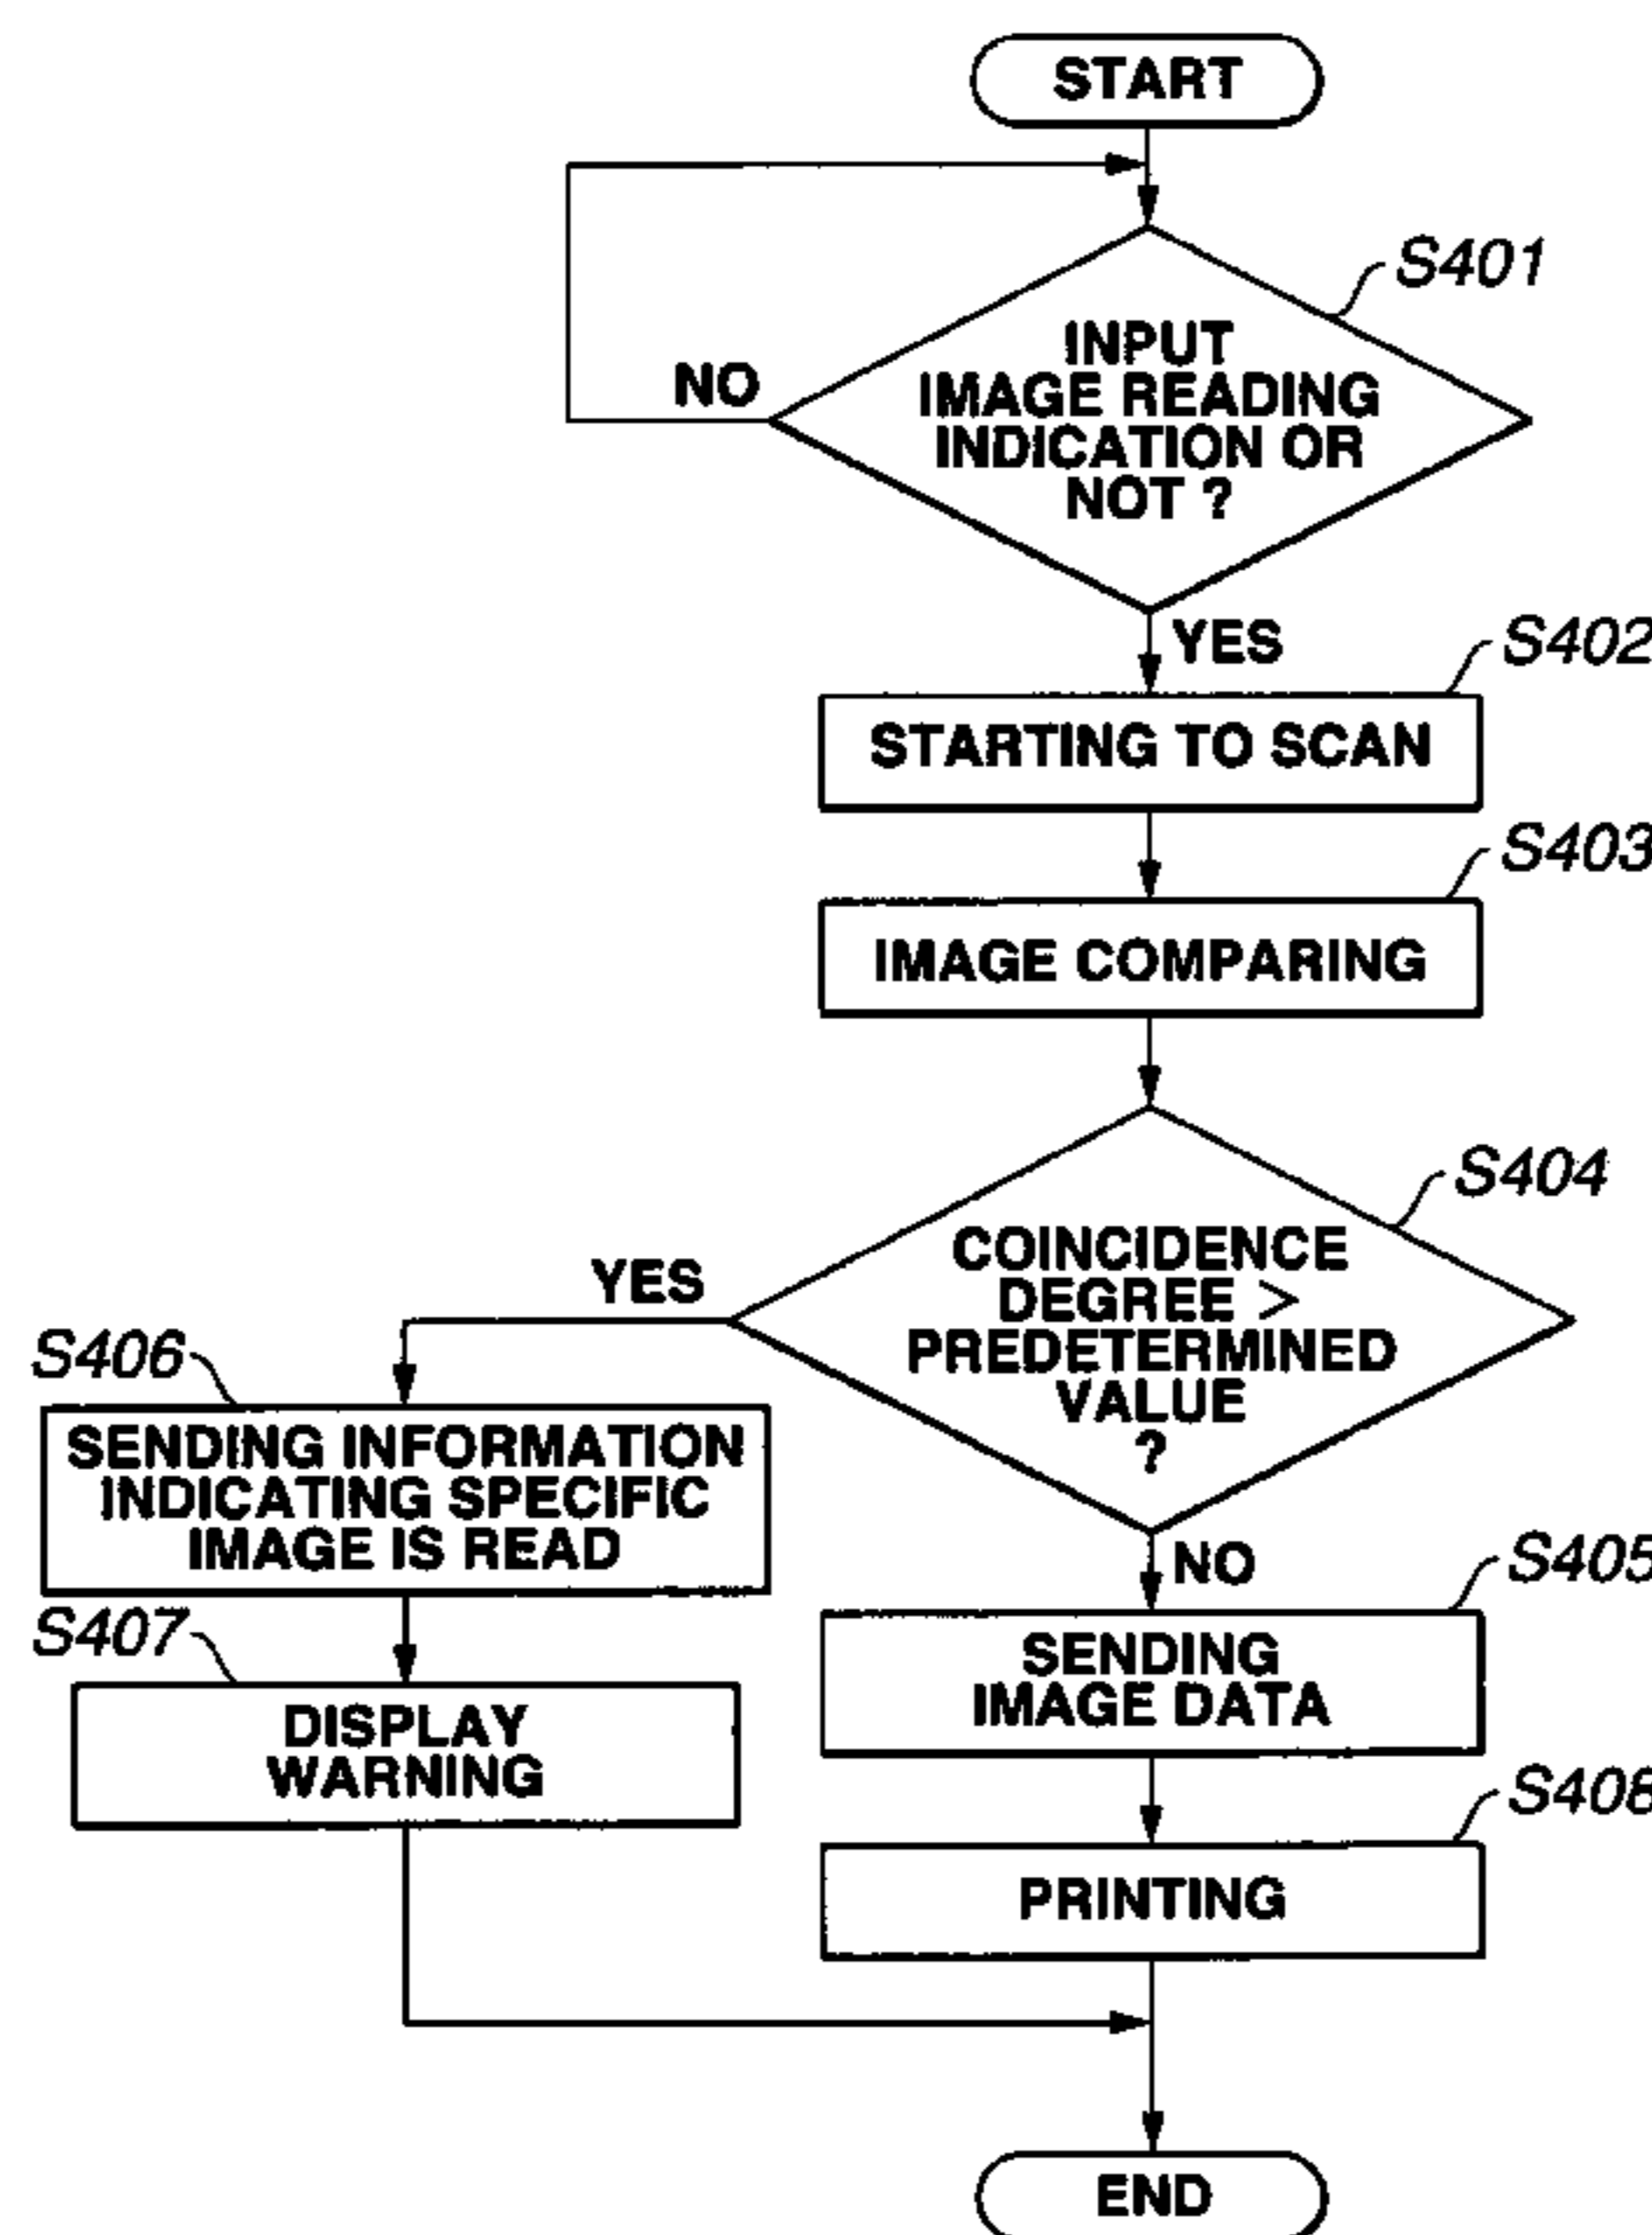 START
S401
INPUT
IMAGE READING
INDICATION OR
NOT ?
NO
YES
S402
STARTING TO SCAN
S403
IMAGE COMPARING
S404
COINCIDENCE
DEGREE >
PREDETERMINED
VALUE
?
YES
S406
SENDING INFORMATION
INDICATING SPECIFIC
IMAGE IS READ
S407
DISPLAY
WARNING
NO
S405
SENDING
IMAGE DATA
S408
PRINTING
END